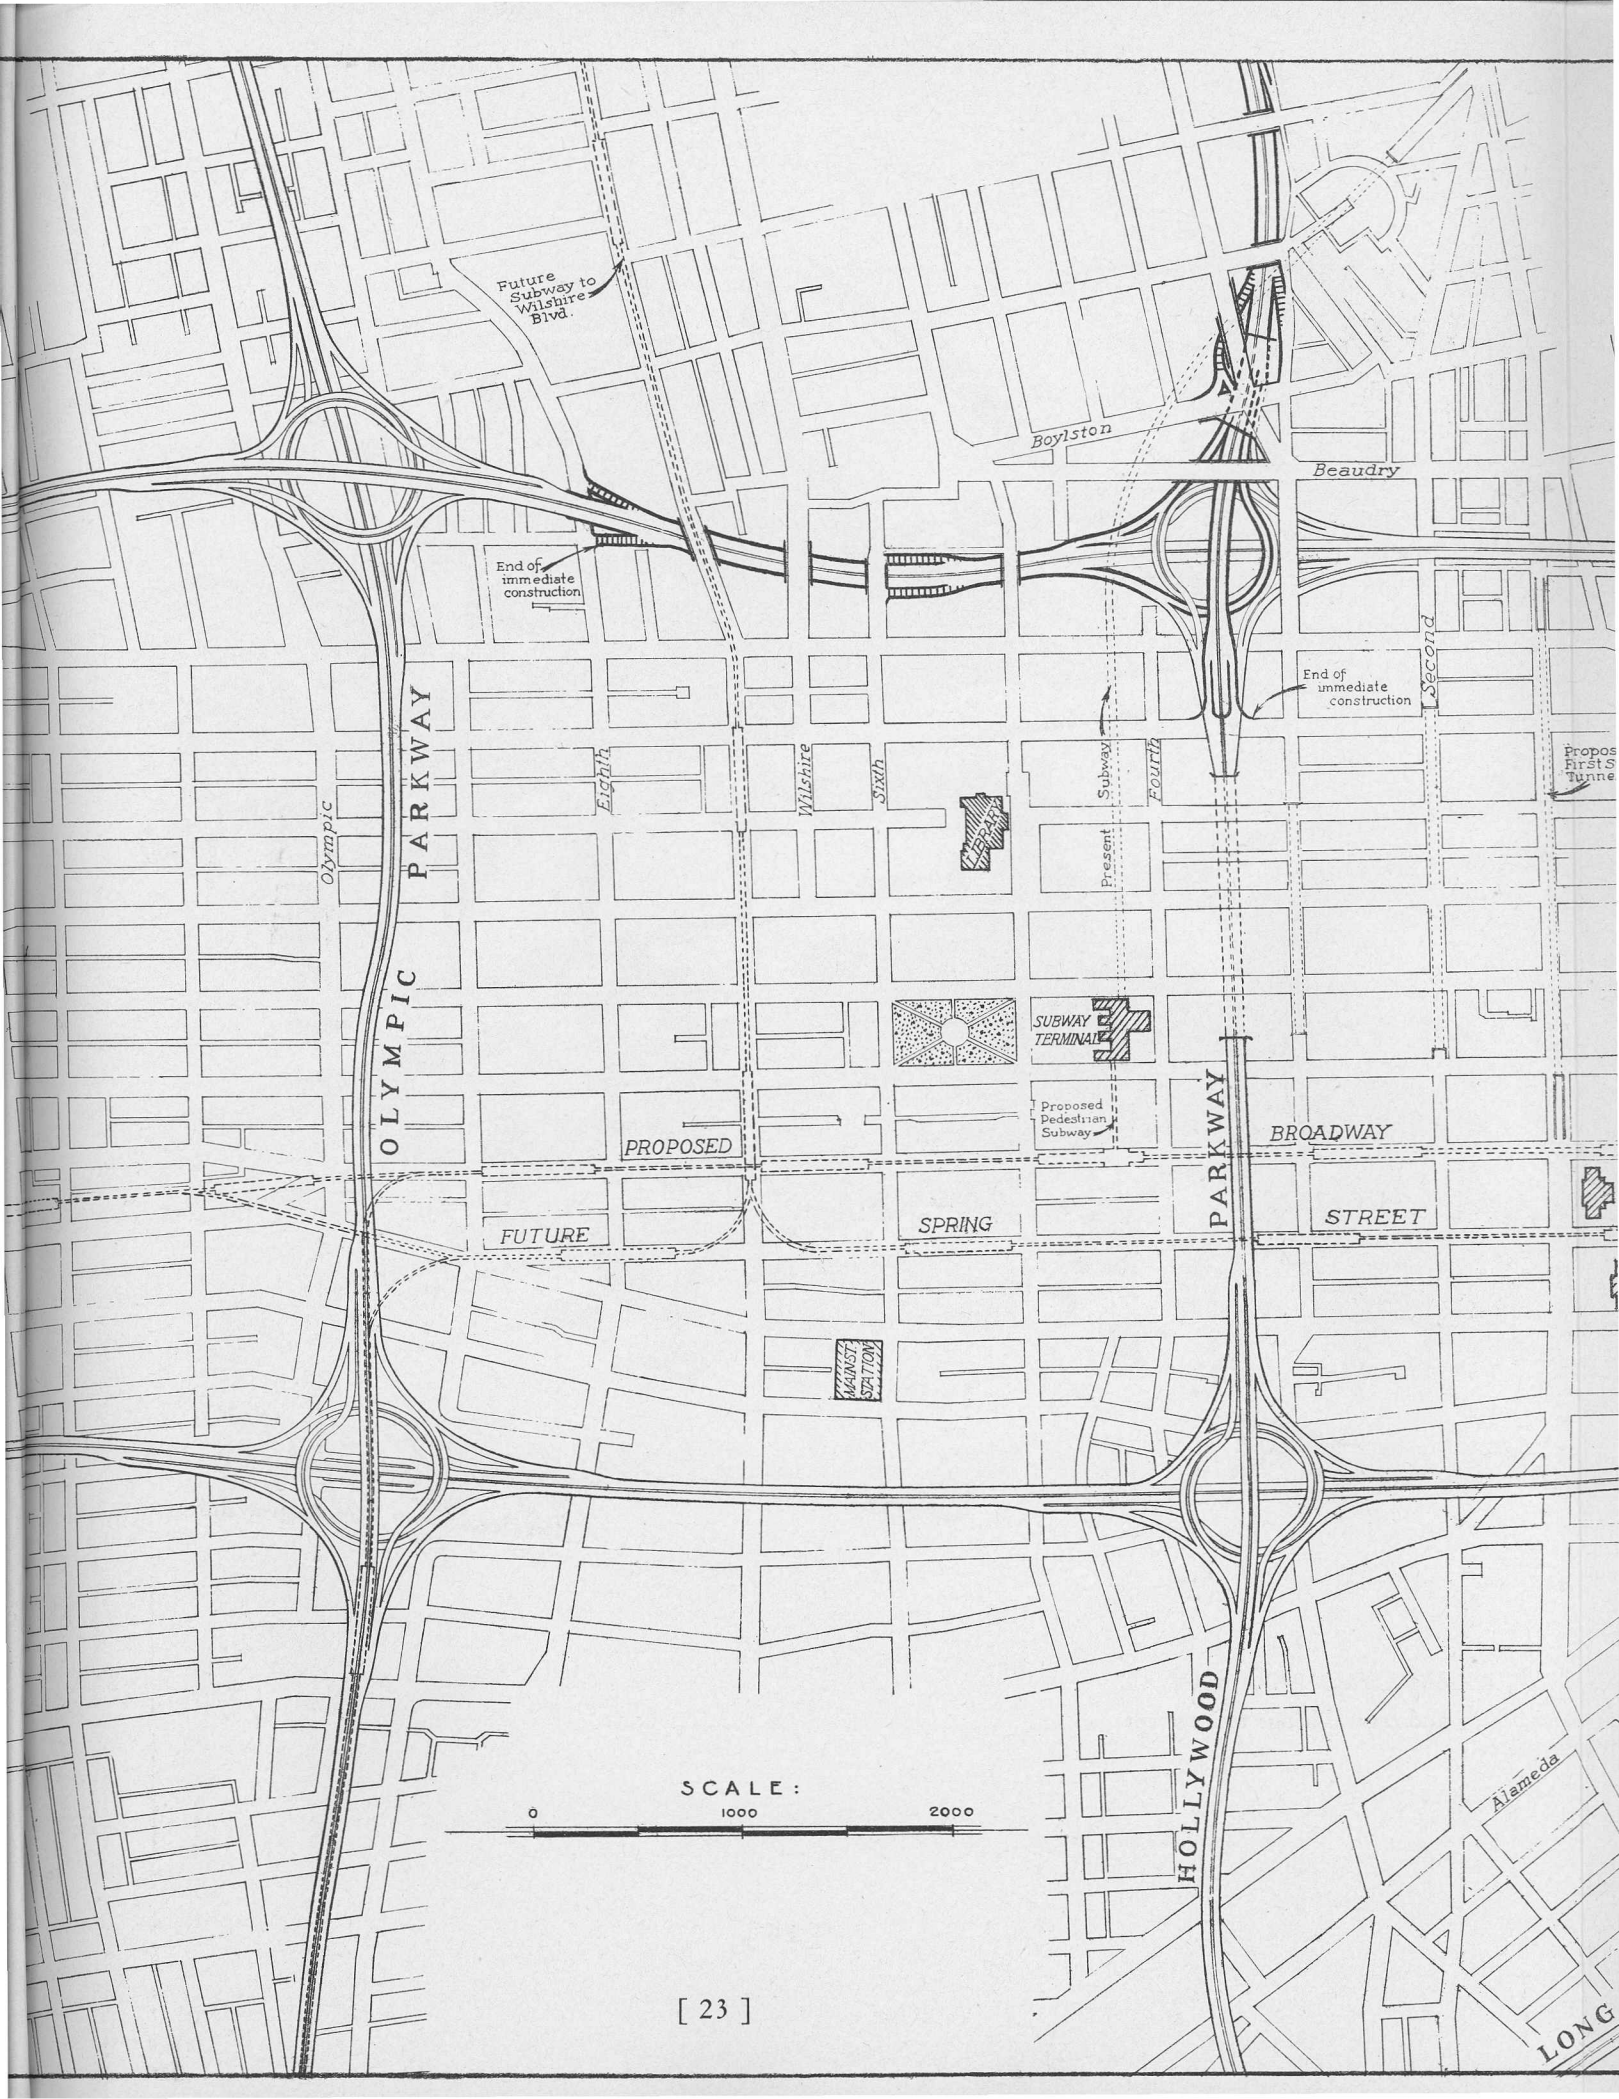 Future
Subway to
Wilshire
Blvd.
Boylston
Beaudry
End of
immediate
construction
Second
End of
immediate
construction
PARKWAY
Eighth
Wilshire
Sixth
Subway
Fourth
Propos
First S
Tunne
Olympic
LIBRARY
Present
OLYMPIC
SUBWAY
TERMINAL
Proposed
Pedestrian
Subway
PARKWAY
PROPOSED
BROADWAY
FUTURE
SPRING
STREET
MAIN ST.
STATION
HOLLYWOOD
Alameda
SCALE:
0 1000 2000
[ 23 ]
LONG